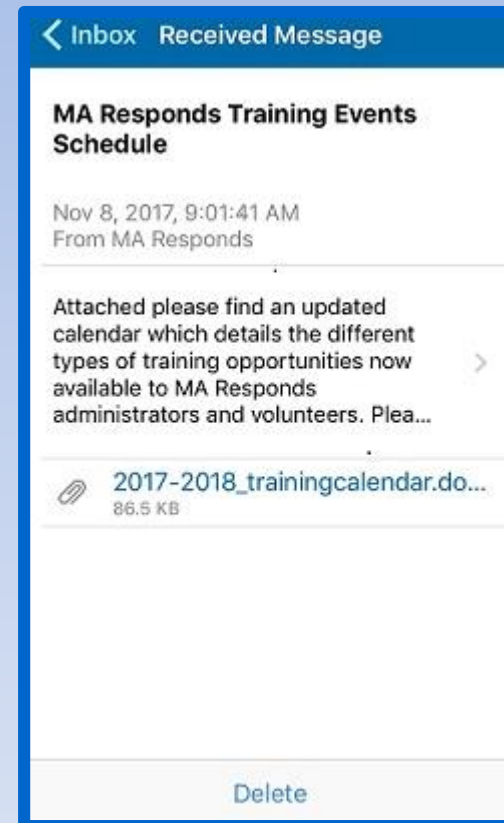 Inbox Received Message
MA Responds Training Events
Schedule
Nov 8, 2017, 9:01:41 AM
From MA Responds
Attached please find an updated
calendar which details the different
types of training opportunities now
available to MA Responds
administrators and volunteers. Plea...
2017-2018_trainingcalendar.do...
86.5 KB
Delete